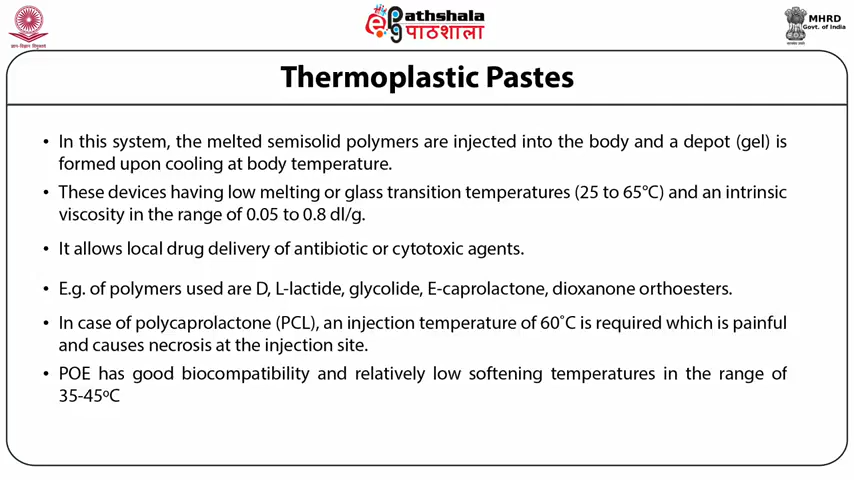 ePathshala
पाठशाला
MHRD
Govt. of India
Thermoplastic Pastes
• In this system, the melted semisolid polymers are injected into the body and a depot (gel) is
formed upon cooling at body temperature.
• These devices having low melting or glass transition temperatures (25 to 65°C) and an intrinsic
viscosity in the range of 0.05 to 0.8 dl/g.
• It allows local drug delivery of antibiotic or cytotoxic agents.
• E.g. of polymers used are D, L-lactide, glycolide, E-caprolactone, dioxanone orthoesters.
• In case of polycaprolactone (PCL), an injection temperature of 60˚C is required which is painful
and causes necrosis at the injection site.
• POE has good biocompatibility and relatively low softening temperatures in the range of
35-45ºC